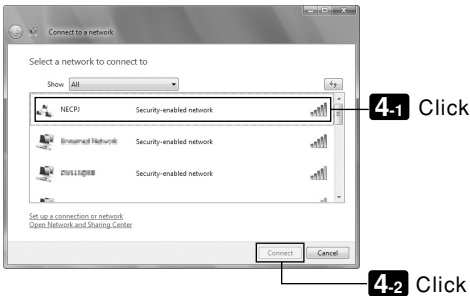 Connect to a network
Select a network to connect to
Show All
NECPJ Security-enabled network
4-1 Click
Unnamed Network Security-enabled network
Security-enabled network
Set up a connection or network
Open Network and Sharing Center
Connect Cancel
4-2 Click